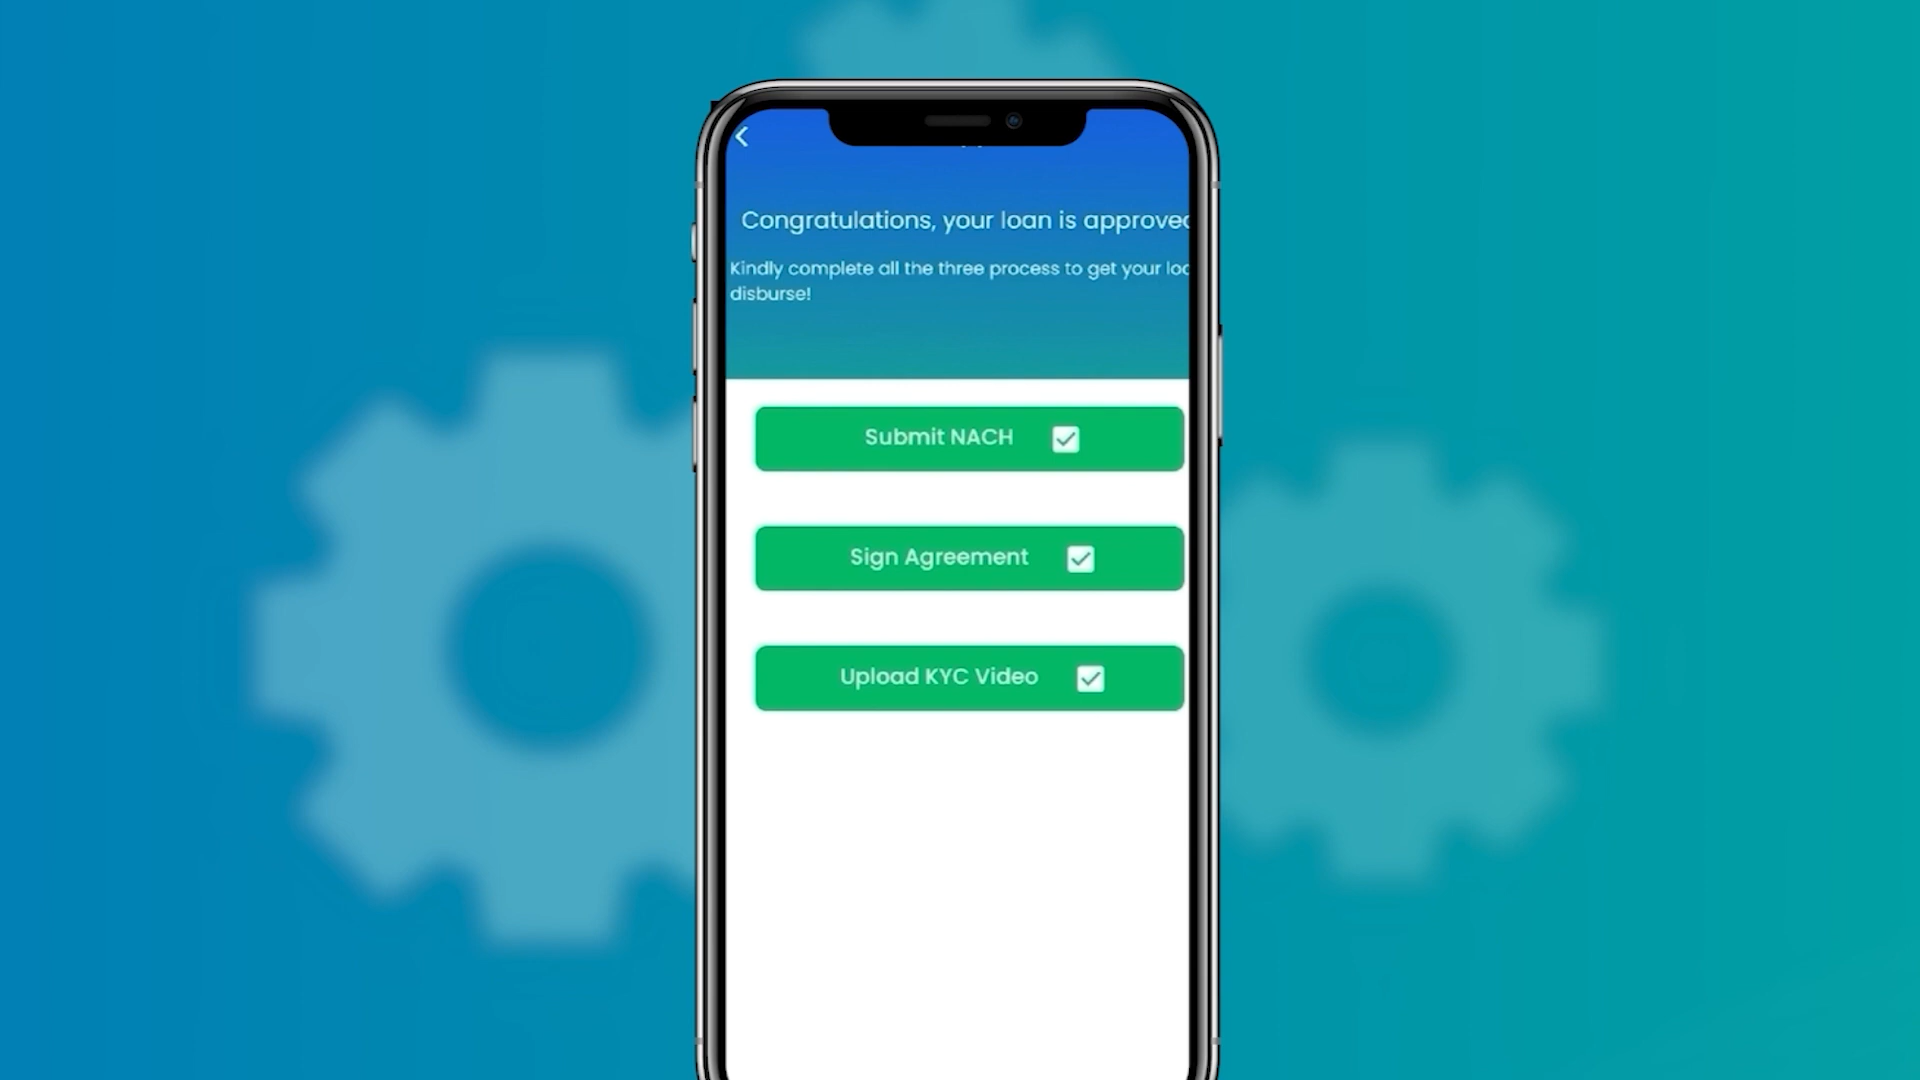 Congratulations, your loan is approved
Kindly complete all the three process to get your loa
disburse!
Submit NACH
Sign Agreement
Upload KYC Video